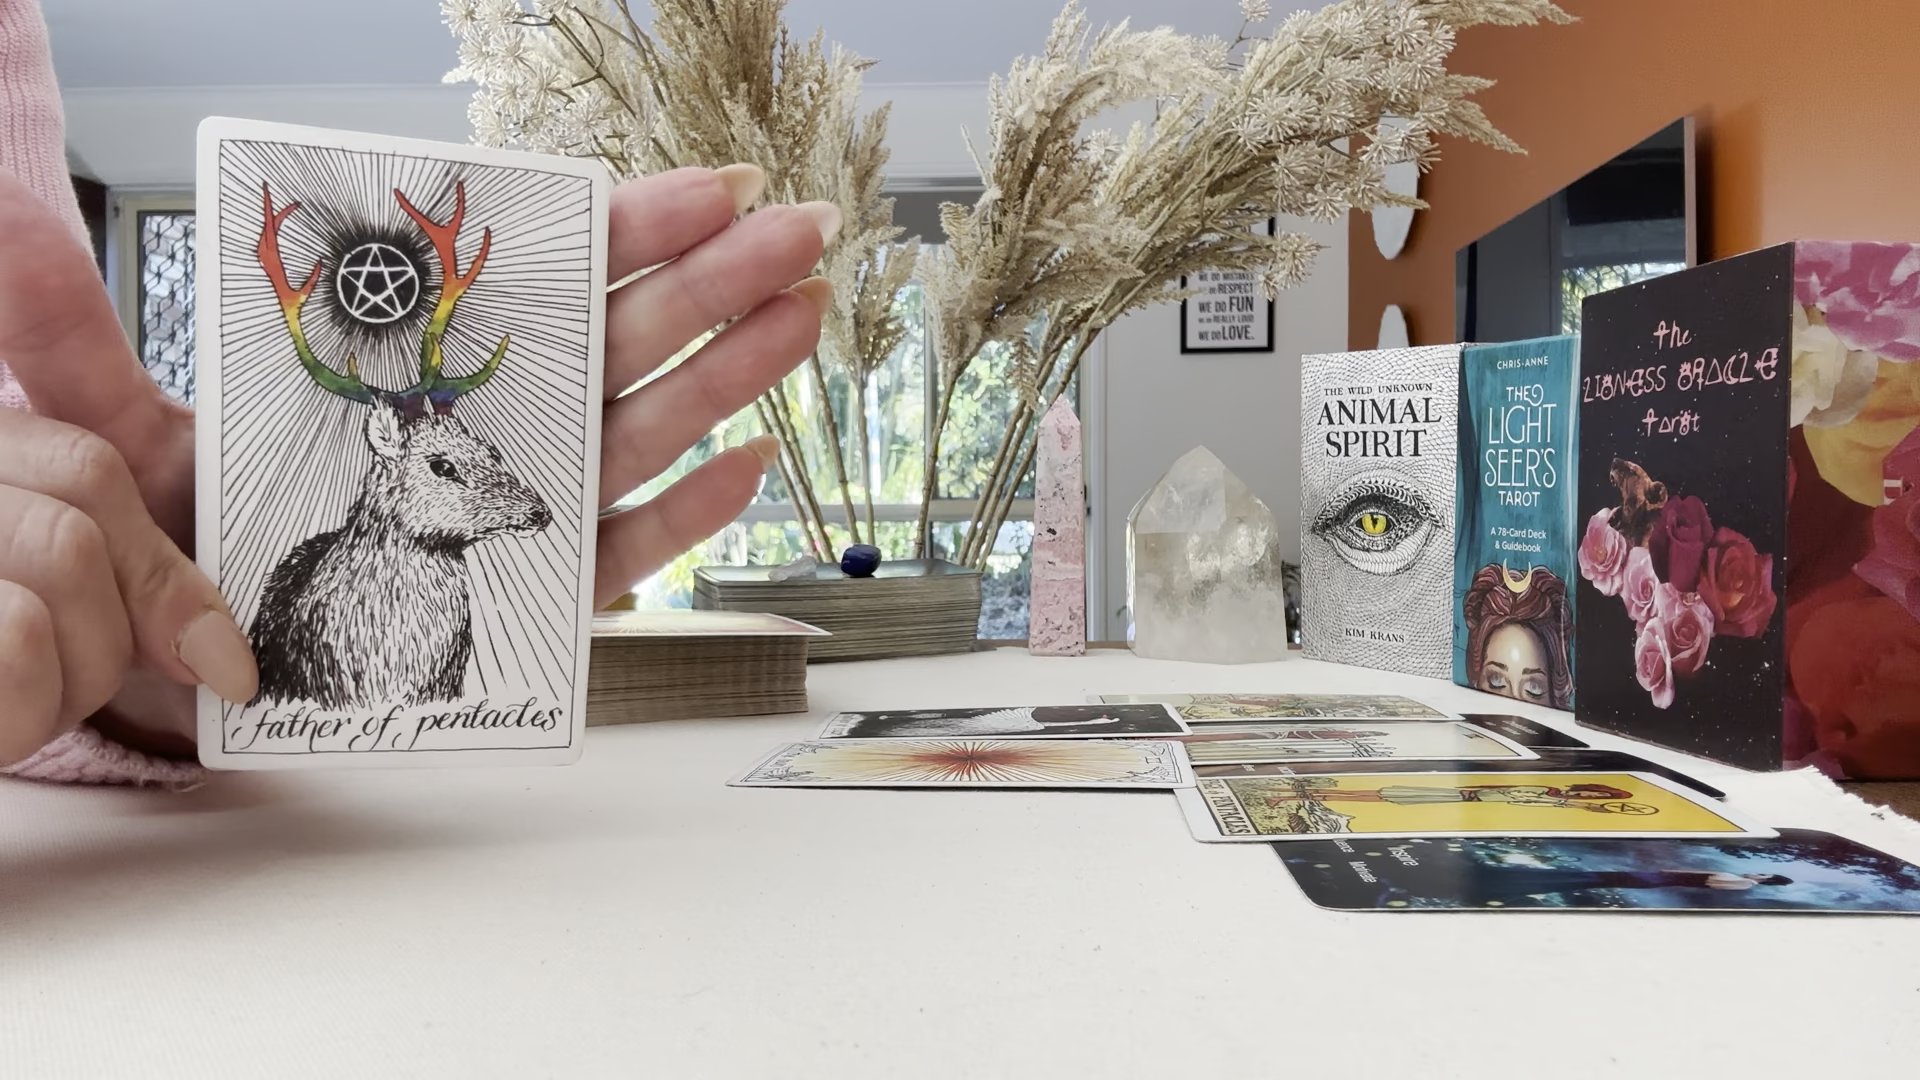 father of pentacles
WE DO RESPECT
WE DO FUN
WE DO REALLY LOUD
WE DO LOVE.
THE WILD UNKNOWN
ANIMAL
SPIRIT
KIM KRANS
CHRIS-ANNE
THE
LIGHT
SEER'S
TAROT
A 78-Card Deck
& Guidebook
the
LIONESS ORACLE
tarot
PENTACLES
Inspire
Motivate